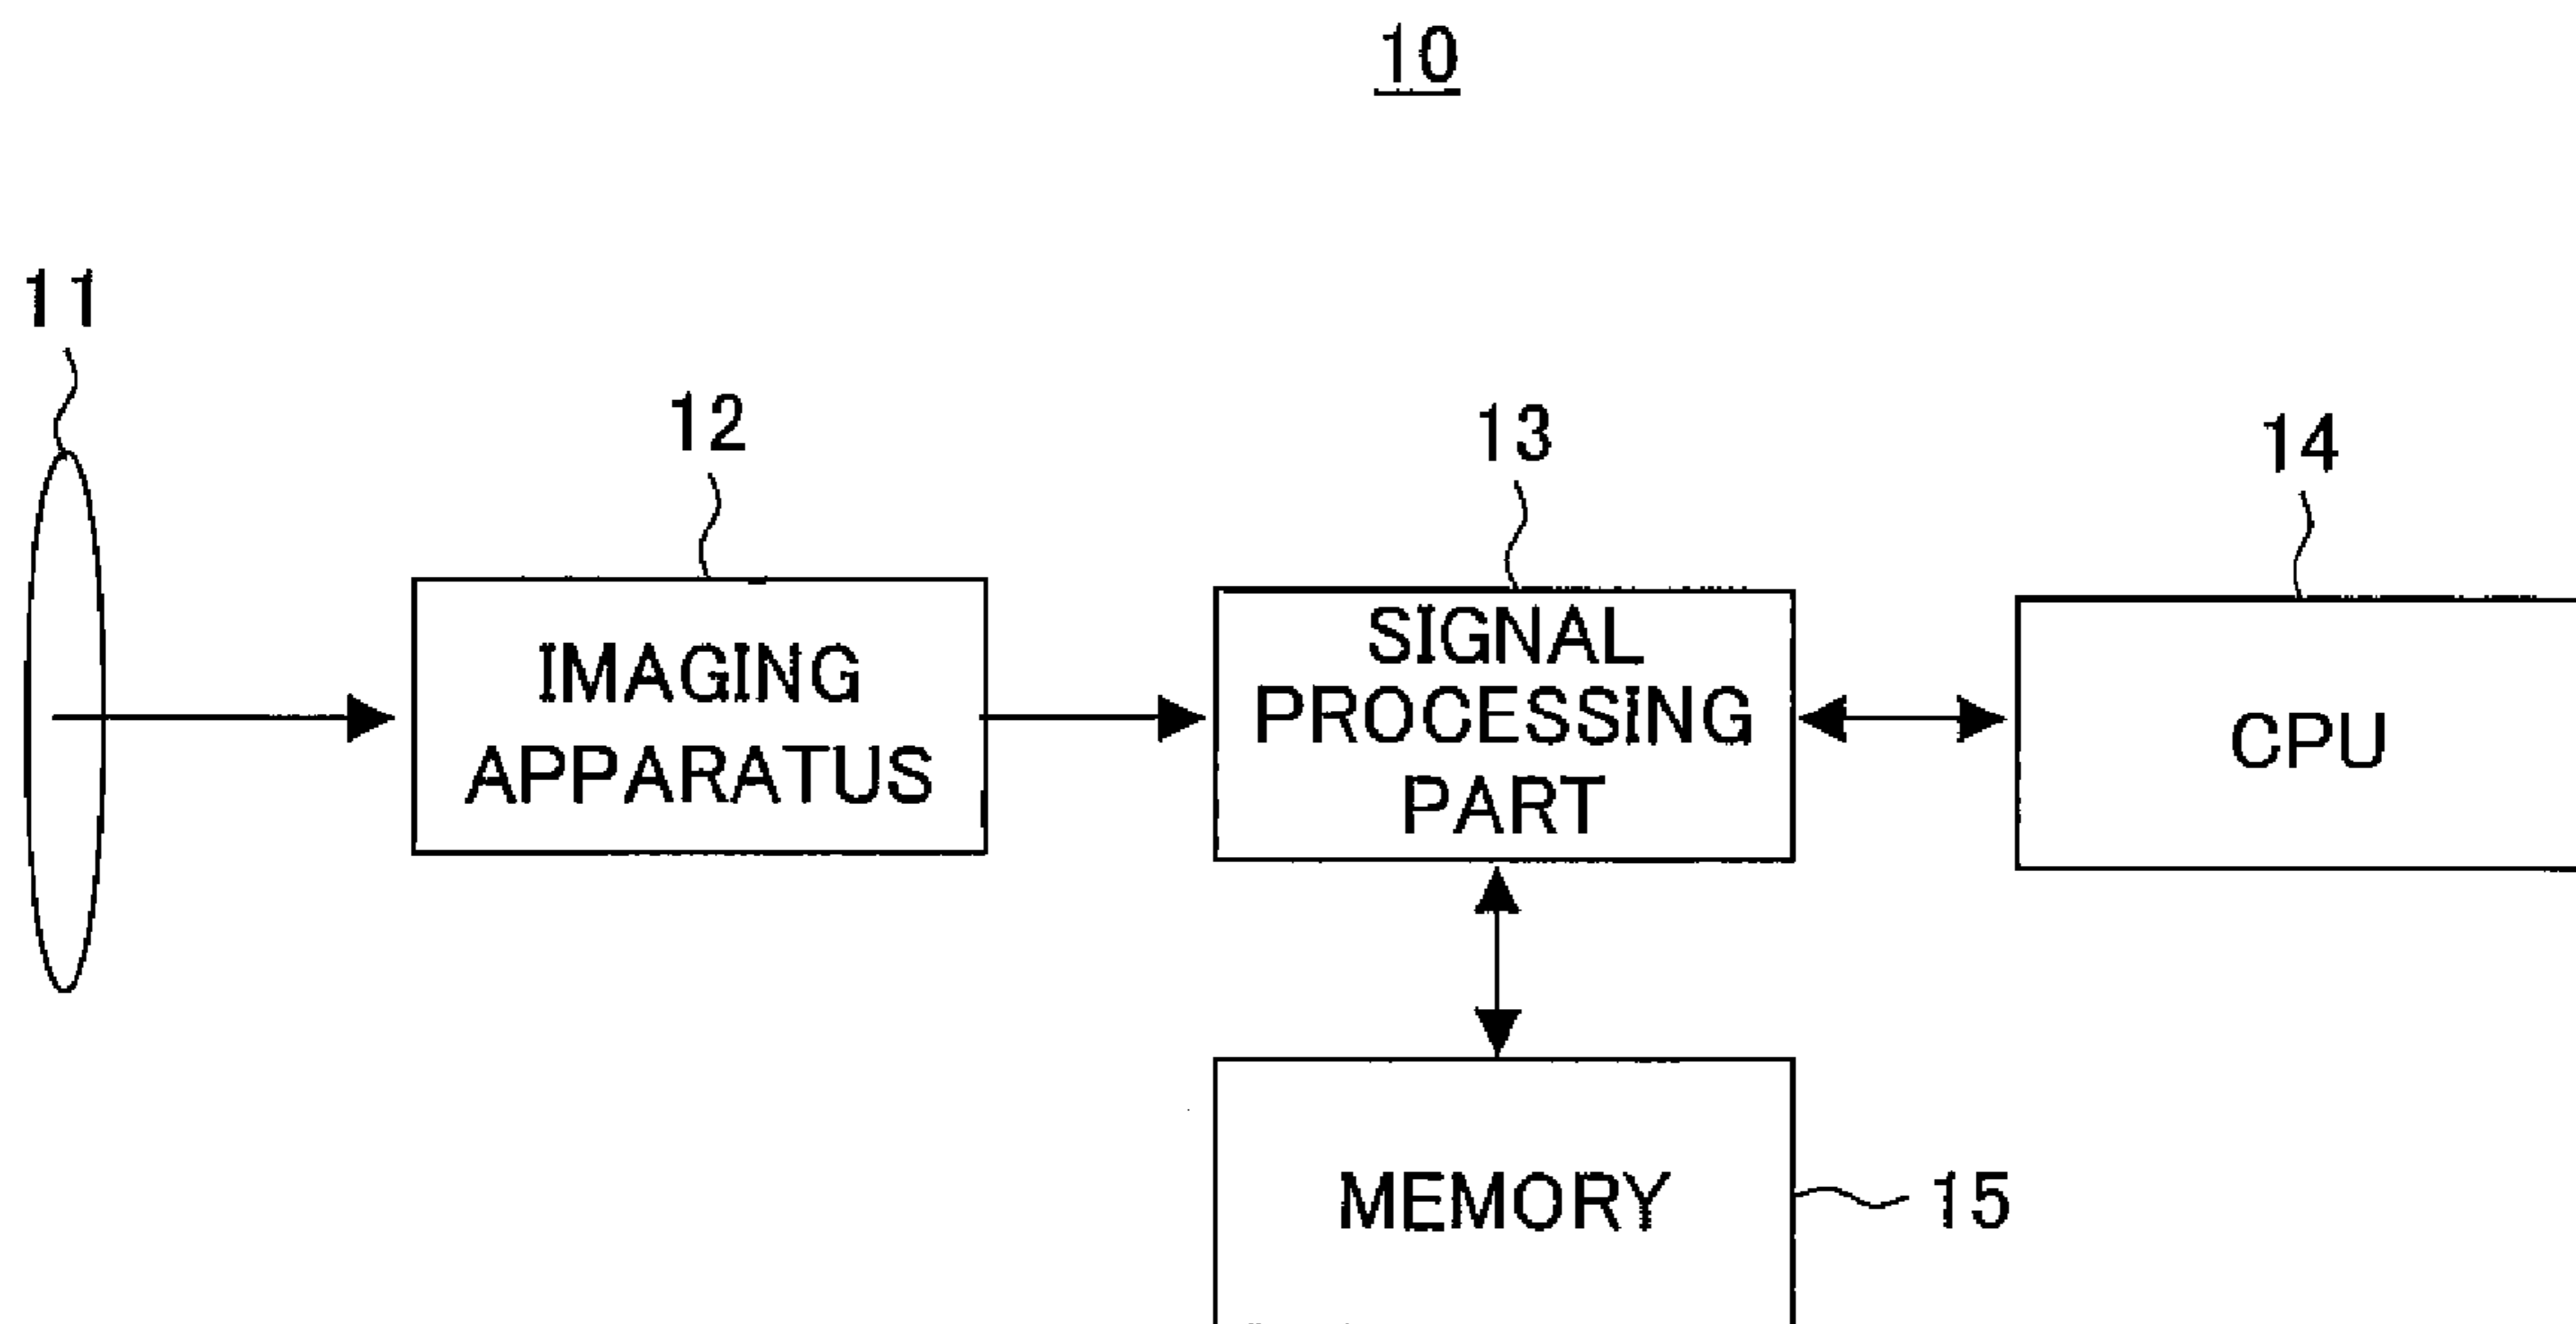 10
11
12
13
14
IMAGING
APPARATUS
SIGNAL
PROCESSING
PART
CPU
MEMORY
15